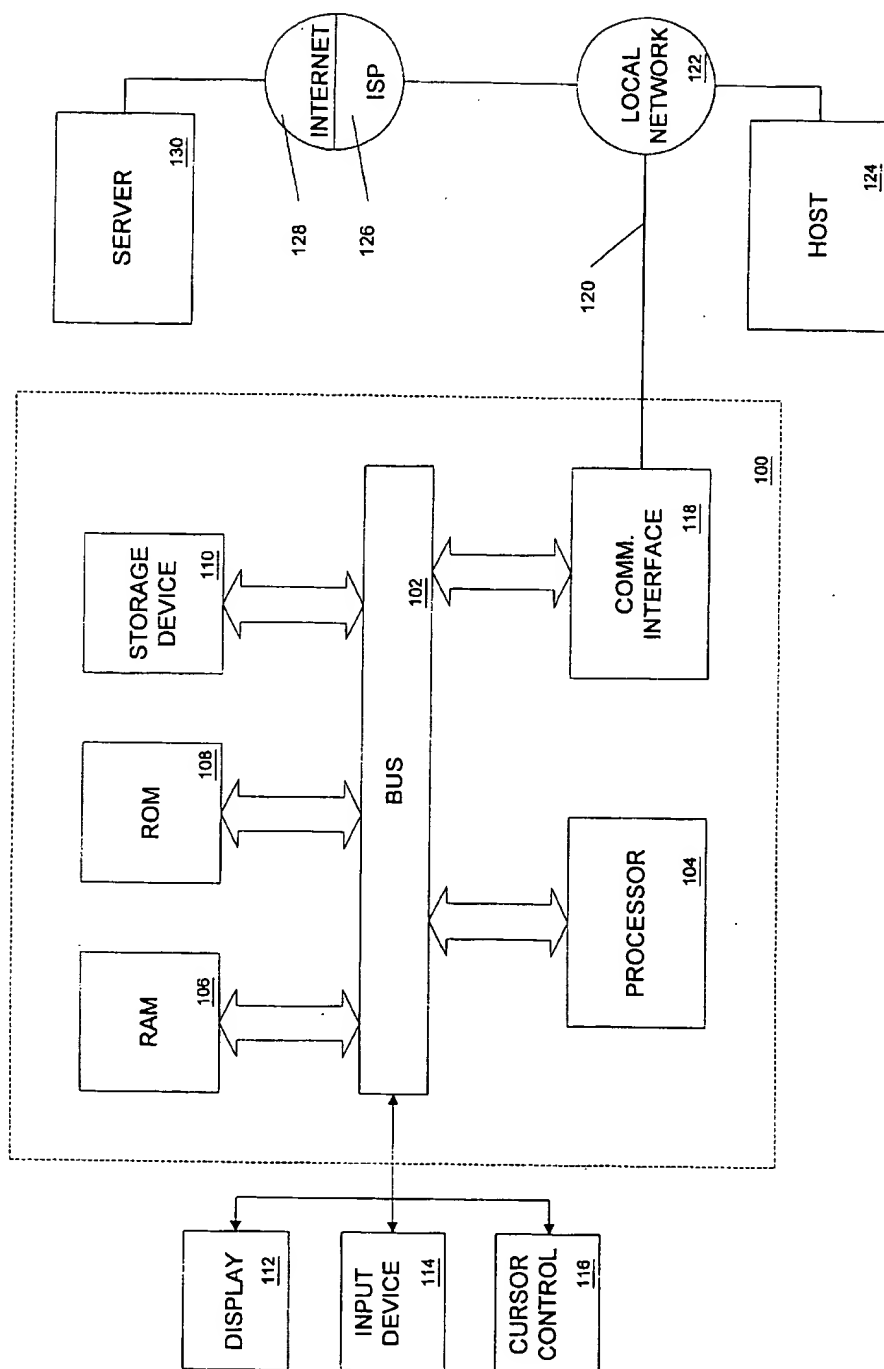 DISPLAY
112
INPUT
DEVICE
114
CURSOR
CONTROL
116
RAM
106
ROM
108
STORAGE
DEVICE
110
BUS
102
PROCESSOR
104
COMM.
INTERFACE
118
100
SERVER
130
INTERNET
ISP
128
126
120
LOCAL
NETWORK
122
HOST
124